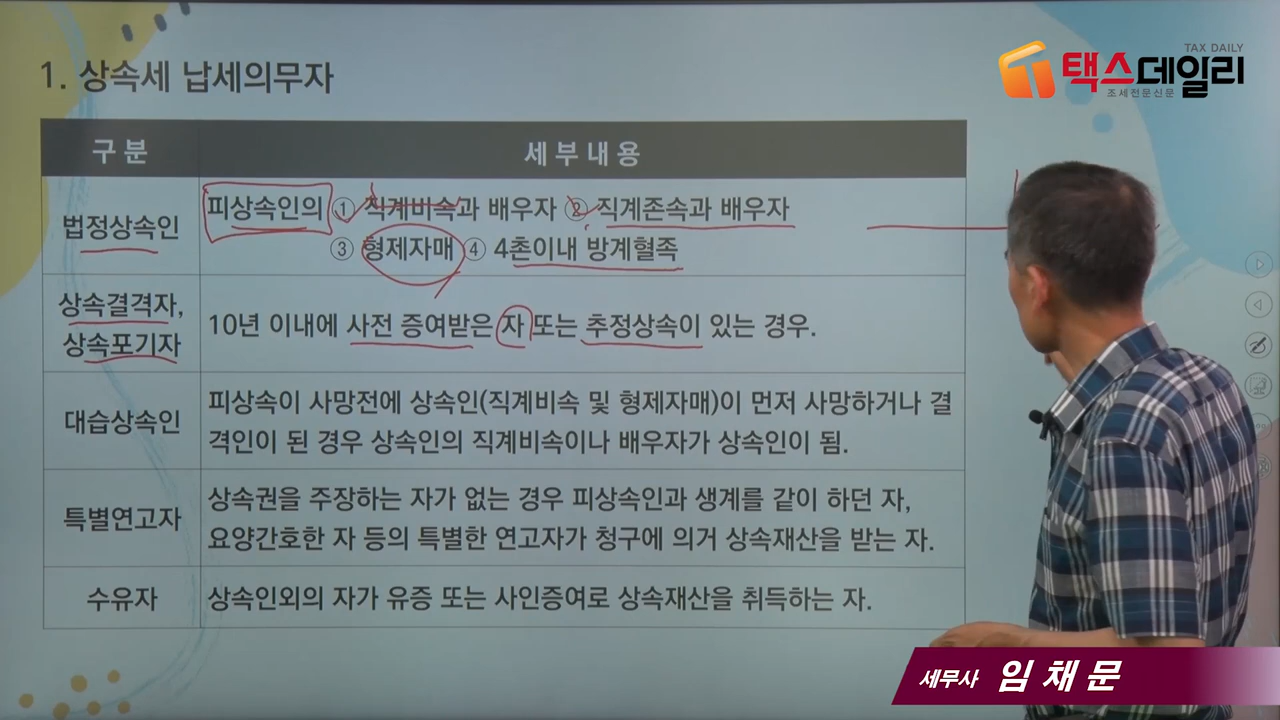 TAX DAILY
택스데일리
조세전문신문
1. 상속세 납세의무자
구분
세부내용
법정상속인
피상속인의 ① 직계비속과 배우자 ② 직계존속과 배우자
③ 형제자매 ④ 4촌이내 방계혈족
상속결격자,
상속포기자
10년 이내에 사전 증여받은 자 또는 추정상속이 있는 경우.
대습상속인
피상속이 사망전에 상속인(직계비속 및 형제자매)이 먼저 사망하거나 결
격인이 된 경우 상속인의 직계비속이나 배우자가 상속인이 됨.
특별연고자
상속권을 주장하는 자가 없는 경우 피상속인과 생계를 같이 하던 자,
요양간호한 자 등의 특별한 연고자가 청구에 의거 상속재산을 받는 자.
수유자
상속인외의 자가 유증 또는 사인증여로 상속재산을 취득하는 자.
세무사 임채문